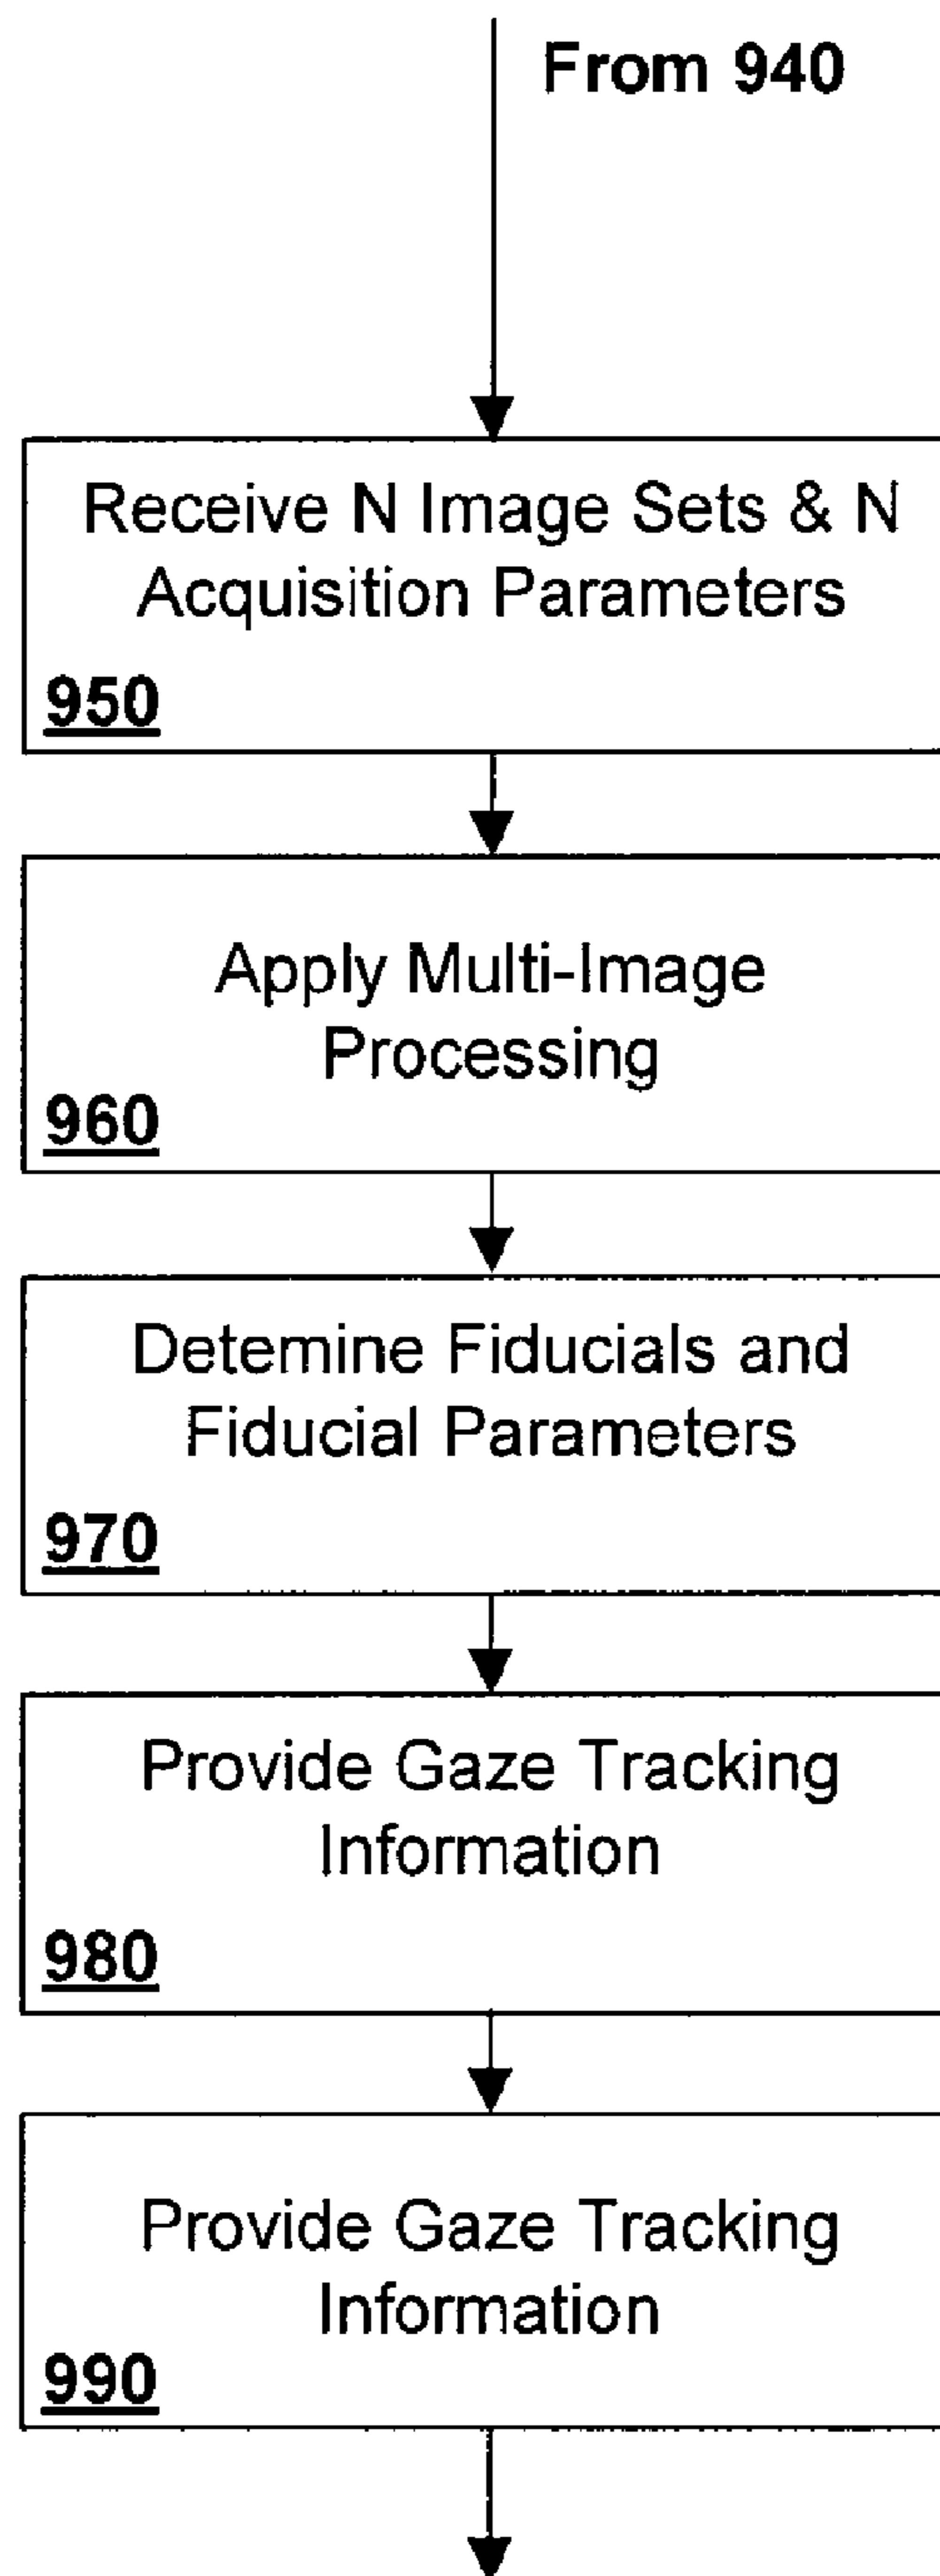 From 940
Receive N Image Sets & N
Acquisition Parameters
950
Apply Multi-Image
Processing
960
Detemine Fiducials and
Fiducial Parameters
970
Provide Gaze Tracking
Information
980
Provide Gaze Tracking
Information
990